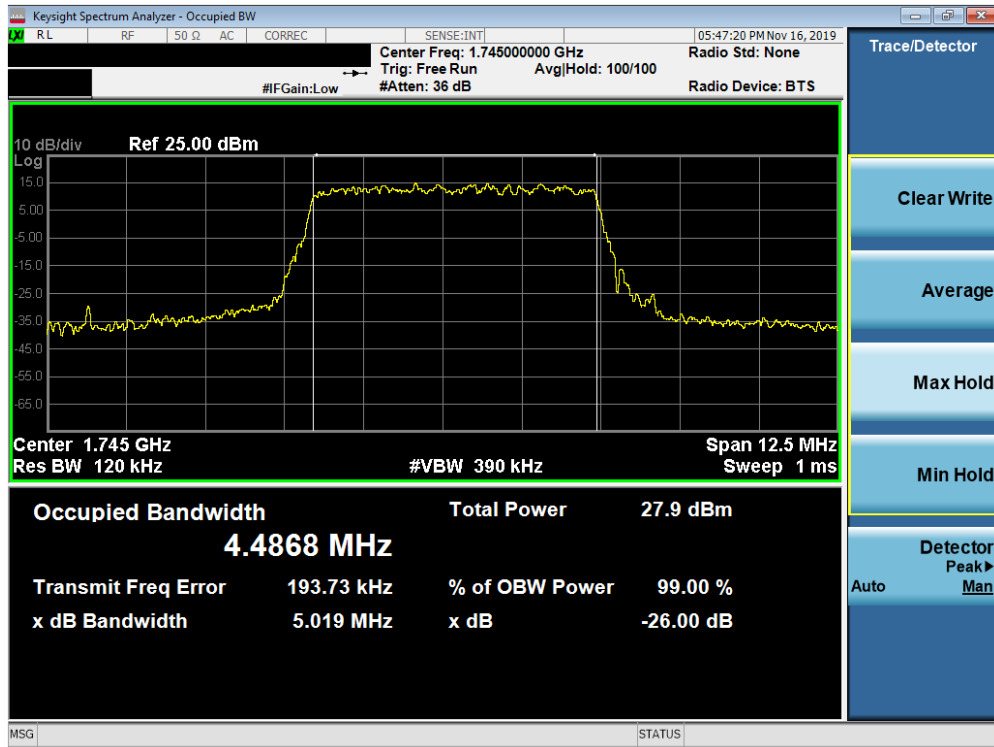 Keysight Spectrum Analyzer - Occupied BW
LXI RL RF 50 Ω AC CORREC SENSE:INT 05:47:20 PM Nov 16, 2019
Center Freq: 1.745000000 GHz Radio Std: None
Trig: Free Run Avg|Hold: 100/100
#IFGain:Low #Atten: 36 dB Radio Device: BTS
10 dB/div Ref 25.00 dBm
Log
15.0
5.00
-5.00
-15.0
-25.0
-35.0
-45.0
-55.0
-65.0
Center 1.745 GHz Span 12.5 MHz
Res BW 120 kHz #VBW 390 kHz Sweep 1 ms
Occupied Bandwidth Total Power 27.9 dBm
4.4868 MHz
Transmit Freq Error 193.73 kHz % of OBW Power 99.00 %
x dB Bandwidth 5.019 MHz x dB -26.00 dB
MSG STATUS
Trace/Detector
Clear Write
Average
Max Hold
Min Hold
Detector
Peak▶
Auto Man